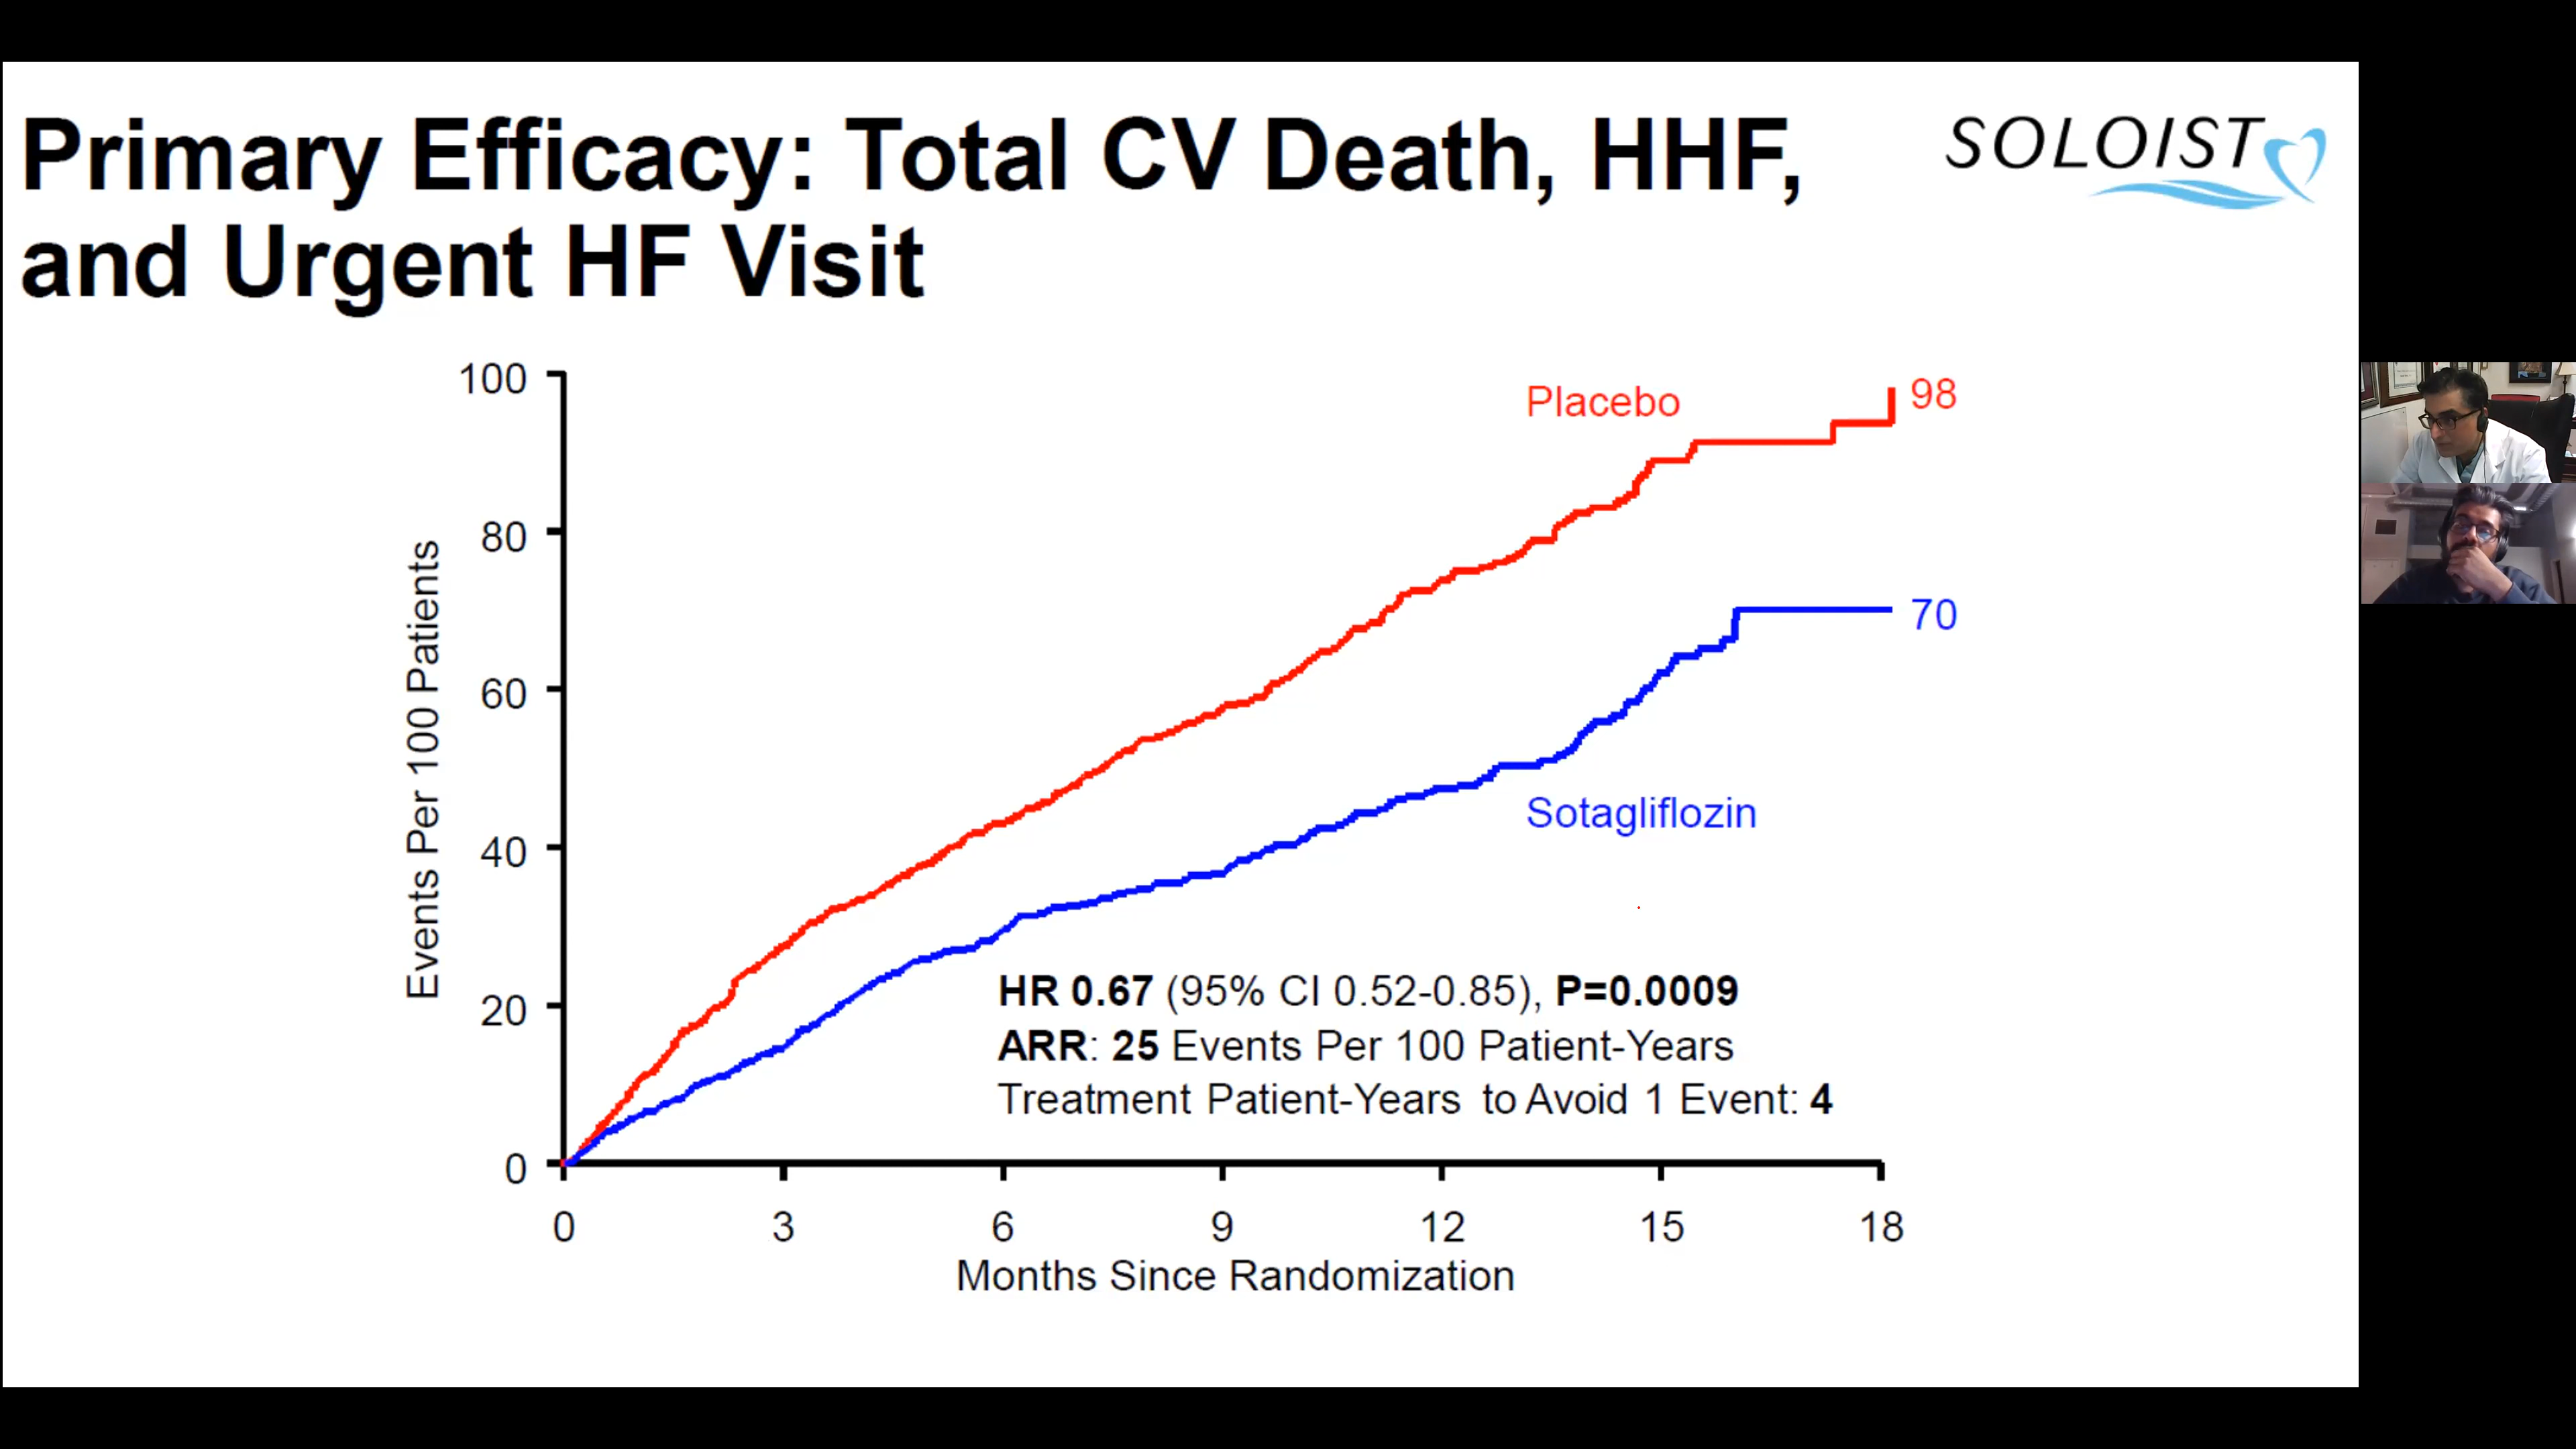 Primary Efficacy: Total CV Death, HHF,
and Urgent HF Visit
SOLOIST
Events Per 100 Patients
100
80
60
40
20
0
Placebo
98
70
Sotagliflozin
HR 0.67 (95% CI 0.52-0.85), P=0.0009
ARR: 25 Events Per 100 Patient-Years
Treatment Patient-Years to Avoid 1 Event: 4
0 3 6 9 12 15 18
Months Since Randomization